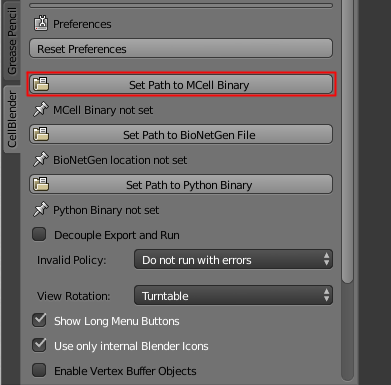 Grease Pencil
CellBlender
Preferences
Reset Preferences
Set Path to MCell Binary
MCell Binary not set
Set Path to BioNetGen File
BioNetGen location not set
Set Path to Python Binary
Python Binary not set
Decouple Export and Run
Invalid Policy: Do not run with errors
View Rotation: Turntable
Show Long Menu Buttons
Use only internal Blender Icons
Enable Vertex Buffer Objects